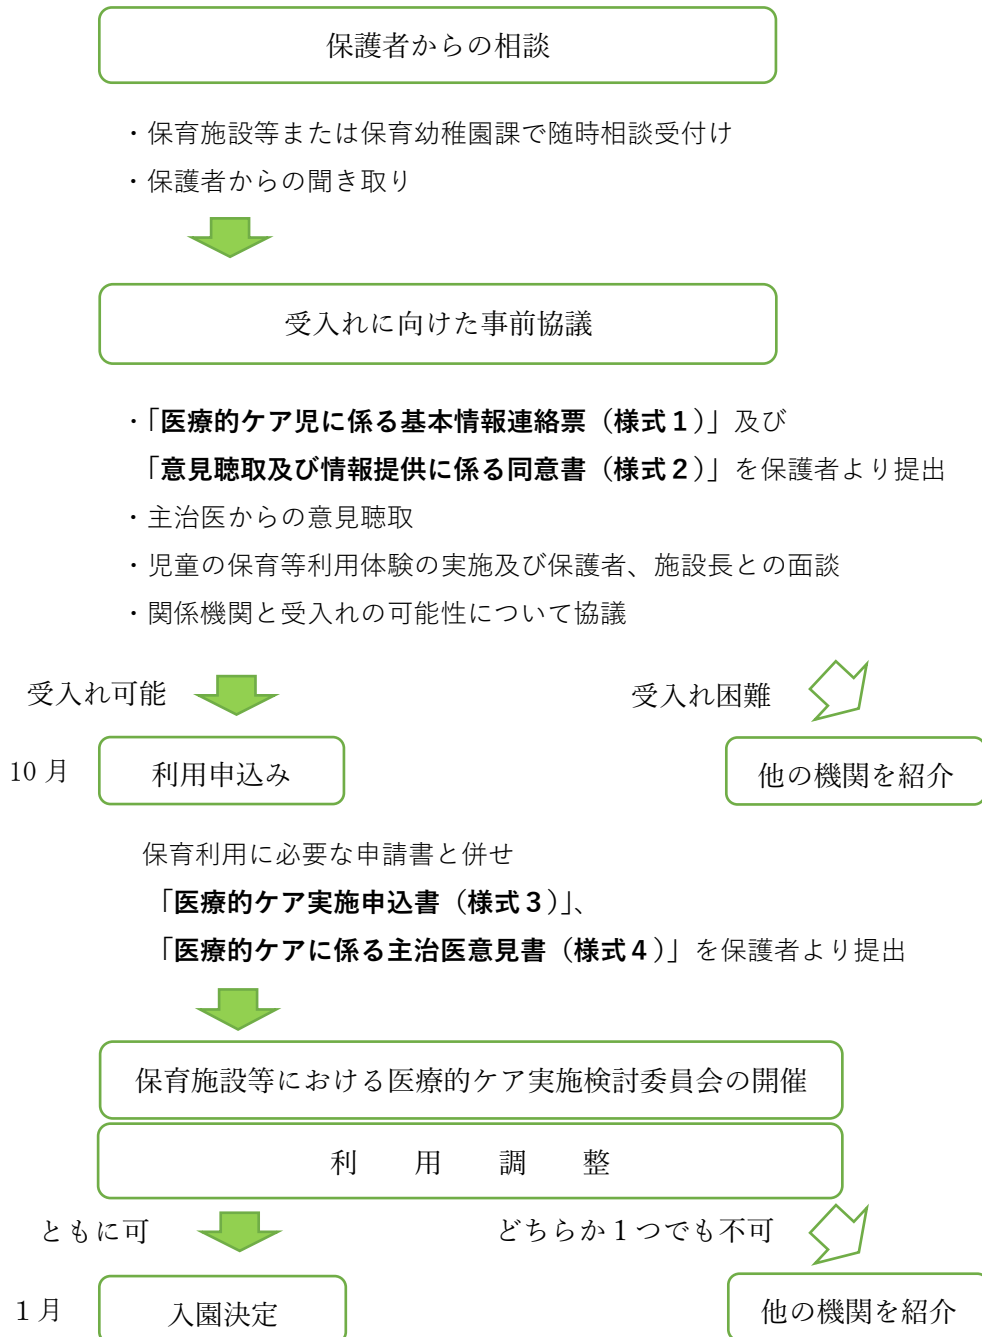 保護者からの相談
・保育施設等または保育幼稚園課で随時相談受付け
・保護者からの聞き取り
受入れに向けた事前協議
・「医療的ケア児に係る基本情報連絡票（様式１）」及び
「意見聴取及び情報提供に係る同意書（様式２）」を保護者より提出
・主治医からの意見聴取
・児童の保育等利用体験の実施及び保護者、施設長との面談
・関係機関と受入れの可能性について協議
受入れ可能
受入れ困難
10月
利用申込み
他の機関を紹介
保育利用に必要な申請書と併せ
「医療的ケア実施申込書（様式３）」、
「医療的ケアに係る主治医意見書（様式４）」を保護者より提出
保育施設等における医療的ケア実施検討委員会の開催
利　用　調　整
ともに可
どちらか１つでも不可
１月
入園決定
他の機関を紹介